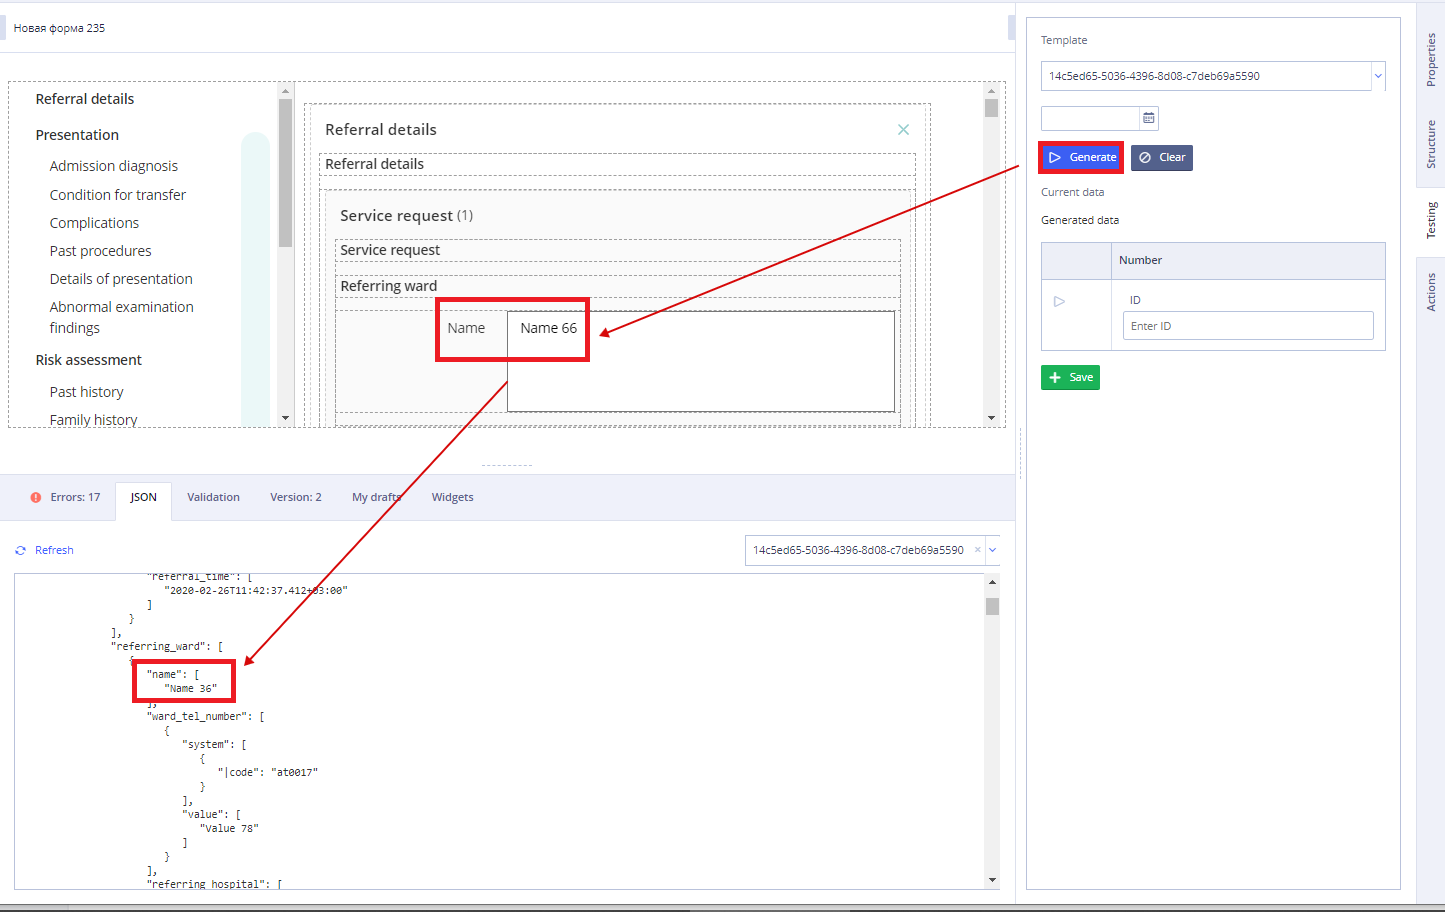 Новая форма 235
Referral details
Presentation
Admission diagnosis
Condition for transfer
Complications
Past procedures
Details of presentation
Abnormal examination
findings
Risk assessment
Past history
Family history
Referral details
Referral details
Service request (1)
Service request
Referring ward
Name
Name 66
Errors: 17
JSON
Validation
Version: 2
My drafts
Widgets
Refresh
14c5ed65-5036-4396-8d08-c7deb69a5590
"referral_time": [
"2020-02-26T11:42:37.412+03:00"
]
}
],
"referring_ward": [
{
"name": [
"Name 36"
],
"ward_tel_number": [
{
"system": [
{
"|code": "at0017"
}
],
"value": [
"Value 78"
]
}
],
"referring_hospital": [
Template
14c5ed65-5036-4396-8d08-c7deb69a5590
Generate
Clear
Current data
Generated data
Number
ID
Enter ID
Save
Properties
Structure
Testing
Actions